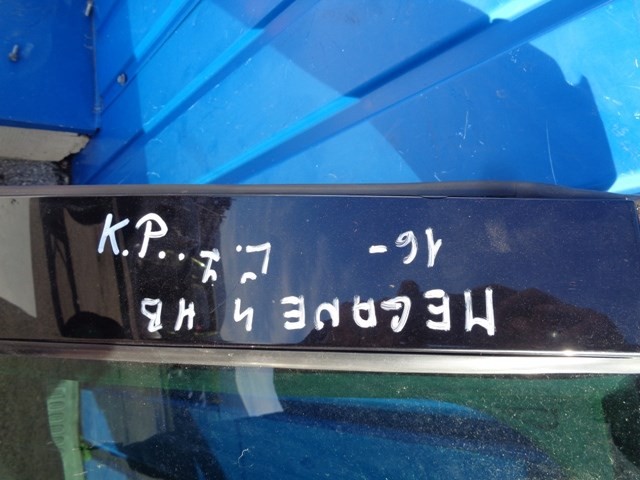 MEGANE 4 HB
16-
K.P.